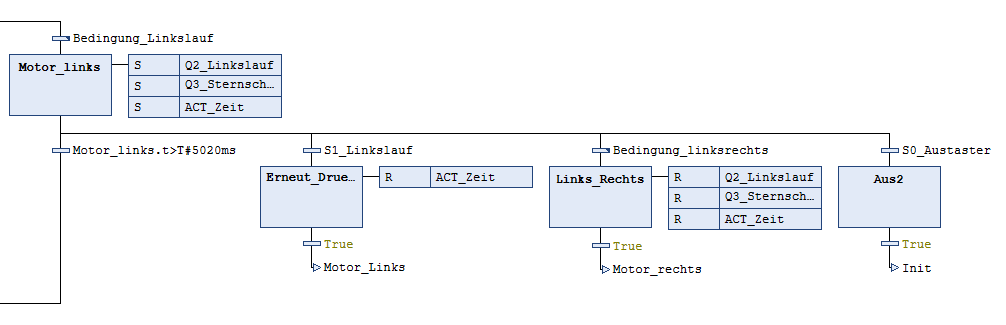 Bedingung_Linkslauf
Motor_links
S Q2_Linkslauf
S Q3_Sternsch...
S ACT_Zeit
Motor_links.t>T#5020ms
S1_Linkslauf
Bedingung_linksrechts
S0_Austaster
Erneut_Drue...
R ACT_Zeit
Links_Rechts
R Q2_Linkslauf
R Q3_Sternsch...
R ACT_Zeit
Aus2
True
True
True
Motor_Links
Motor_rechts
Init